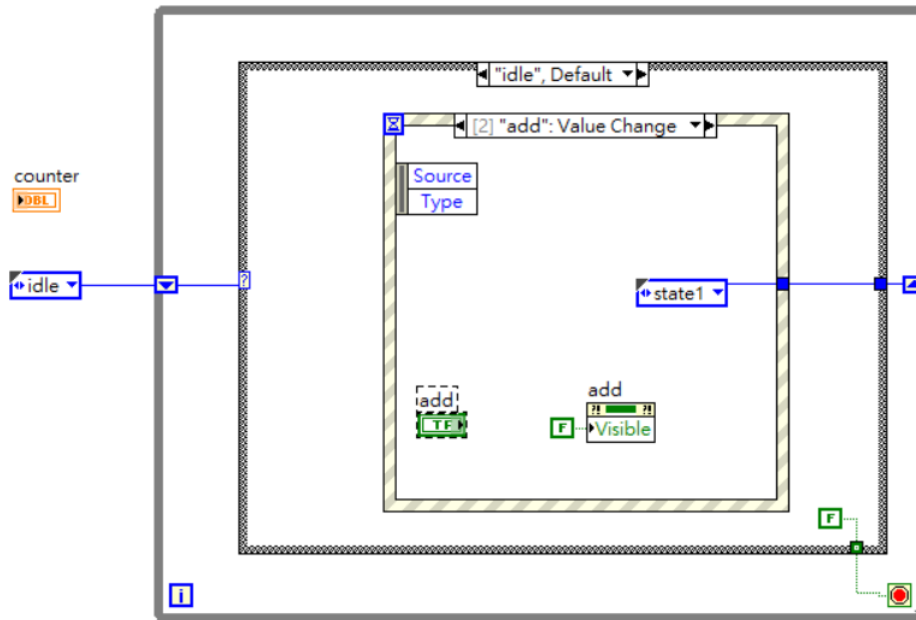 "idle", Default
[2] "add": Value Change
Source
Type
counter
DBL
idle
?
state1
add
TF
add
?! ?!
F
Visible
F
i